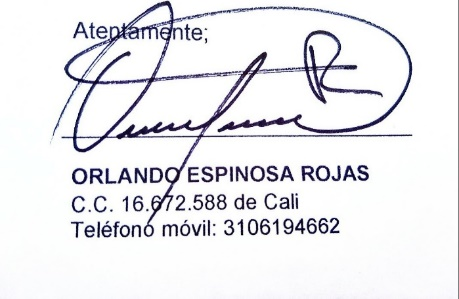 Atentamente;
ORLANDO ESPINOSA ROJAS
C.C. 16.672.588 de Cali
Teléfono móvil: 3106194662